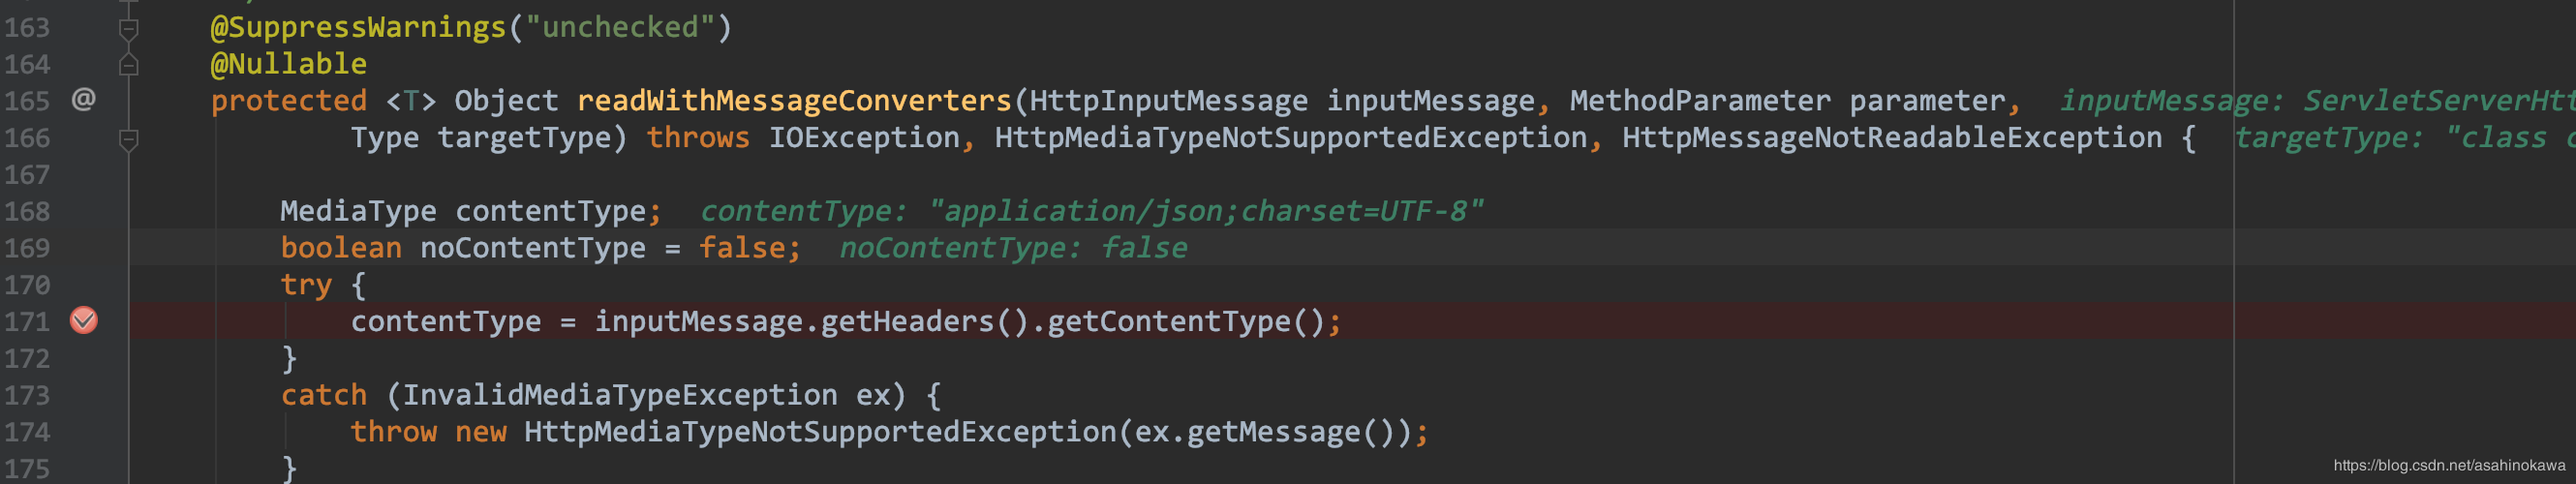 163 @SuppressWarnings("unchecked")
164 @Nullable
165 @ protected <T> Object readWithMessageConverters(HttpInputMessage inputMessage, MethodParameter parameter, inputMessage: ServletServerHtt
166 Type targetType) throws IOException, HttpMediaTypeNotSupportedException, HttpMessageNotReadableException { targetType: "class c
167
168 MediaType contentType; contentType: "application/json;charset=UTF-8"
169 boolean noContentType = false; noContentType: false
170 try {
171 contentType = inputMessage.getHeaders().getContentType();
172 }
173 catch (InvalidMediaTypeException ex) {
174 throw new HttpMediaTypeNotSupportedException(ex.getMessage());
175 }
https://blog.csdn.net/asahinokawa